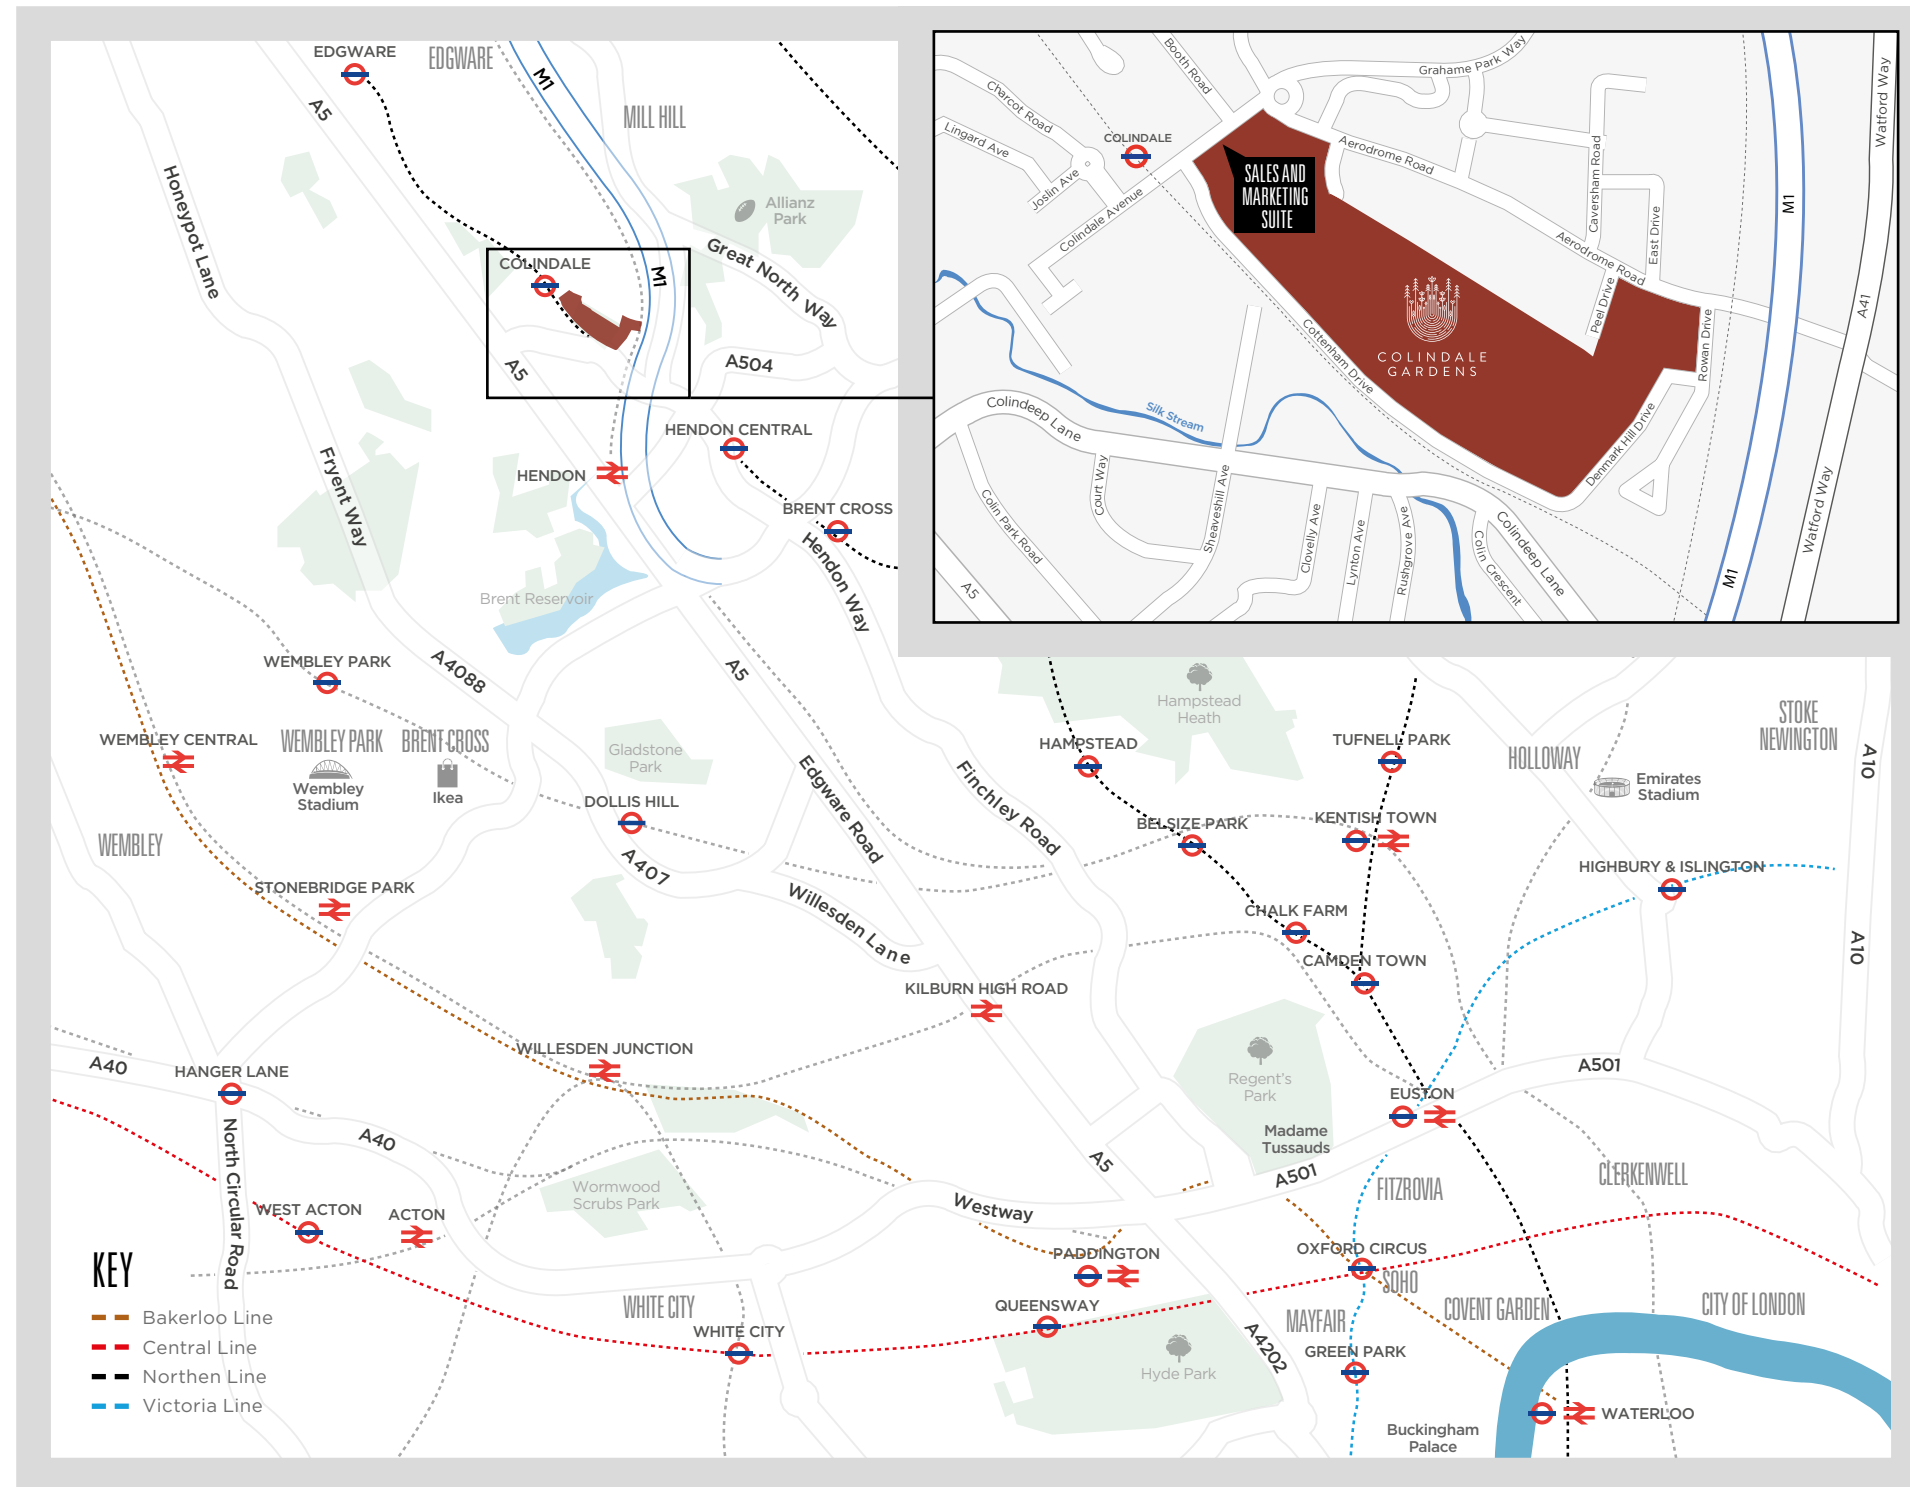 EDGWARE
EDGWARE
M1
A5
MILL HILL
Honeypot Lane
Allianz
Park
Great North Way
COLINDALE
M1
A5
A504
HENDON CENTRAL
HENDON
BRENT CROSS
Hendon Way
Fryent Way
Brent Reservoir
WEMBLEY PARK
A4088
A5
WEMBLEY CENTRAL
WEMBLEY PARK
BRENT CROSS
Wembley
Stadium
Ikea
Gladstone
Park
DOLLIS HILL
Edgware Road
Finchley Road
WEMBLEY
A407
STONEBRIDGE PARK
Willesden Lane
KILBURN HIGH ROAD
WILLESDEN JUNCTION
A40
HANGER LANE
A40
North Circular Road
WEST ACTON
ACTON
Wormwood
Scrubs Park
Westway
A5
WHITE CITY
WHITE CITY
PADDINGTON
QUEENSWAY
Hyde Park
A4202
Hampstead
Heath
HAMPSTEAD
TUFNELL PARK
HOLLOWAY
STOKE
NEWINGTON
Emirates
Stadium
A10
BELSIZE PARK
KENTISH TOWN
HIGHBURY & ISLINGTON
CHALK FARM
CAMDEN TOWN
A10
Regent's
Park
Madame
Tussauds
EUSTON
A501
A501
FITZROVIA
CLERKENWELL
OXFORD CIRCUS
SOHO
MAYFAIR
COVENT GARDEN
CITY OF LONDON
GREEN PARK
Buckingham
Palace
WATERLOO
KEY
Bakerloo Line
Central Line
Northen Line
Victoria Line
Booth Road
Grahame Park Way
Charcot Road
Lingard Ave
COLINDALE
Joslin Ave
Colindale Avenue
SALES AND
MARKETING
SUITE
Aerodrome Road
Caversham Road
East Drive
Aerodrome Road
Peel Drive
Rowan Drive
M1
Watford Way
A41
COLINDALE
GARDENS
Cottenham Drive
Denmark Hill Drive
Silk Stream
Colindeep Lane
Colin Park Road
Court Way
Sheaveshill Ave
Clovelly Ave
Lynton Ave
Rushgrove Ave
Colin Crescent
Colindeep Lane
A5
M1
Watford Way